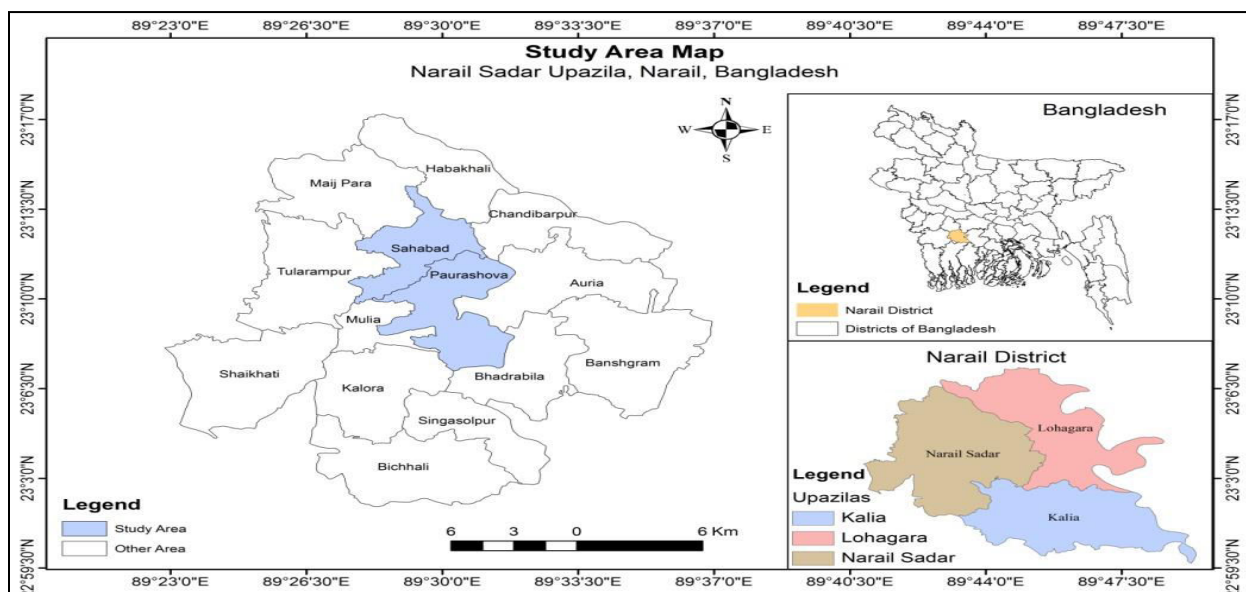 89°23'0"E 89°26'30"E 89°30'0"E 89°33'30"E 89°37'0"E 89°40'30"E 89°44'0"E 89°47'30"E
Study Area Map
Narail Sadar Upazila, Narail, Bangladesh
N
W E
S
Habakhali
Maij Para
Chandibarpur
Sahabad
Tularampur
Paurashova
Auria
Mulia
Shaikhati
Kalora
Bhadrabila
Banshgram
Singasolpur
Bichhali
Legend
Study Area
Other Area
6 3 0 6 Km
Bangladesh
Legend
Narail District
Districts of Bangladesh
Narail District
Lohagara
Narail Sadar
Kalia
Legend
Upazilas
Kalia
Lohagara
Narail Sadar
23°17'0"N
23°13'30"N
23°10'0"N
23°6'30"N
23°3'0"N
22°59'30"N
23°17'0"N
23°13'30"N
23°10'0"N
23°6'30"N
23°3'0"N
22°59'30"N
89°23'0"E 89°26'30"E 89°30'0"E 89°33'30"E 89°37'0"E 89°40'30"E 89°44'0"E 89°47'30"E